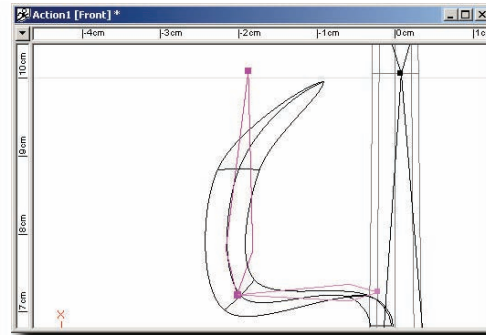 Action1 [Front] *
-4cm -3cm -2cm -1cm 0cm 1c
10cm
9cm
8cm
7cm
X